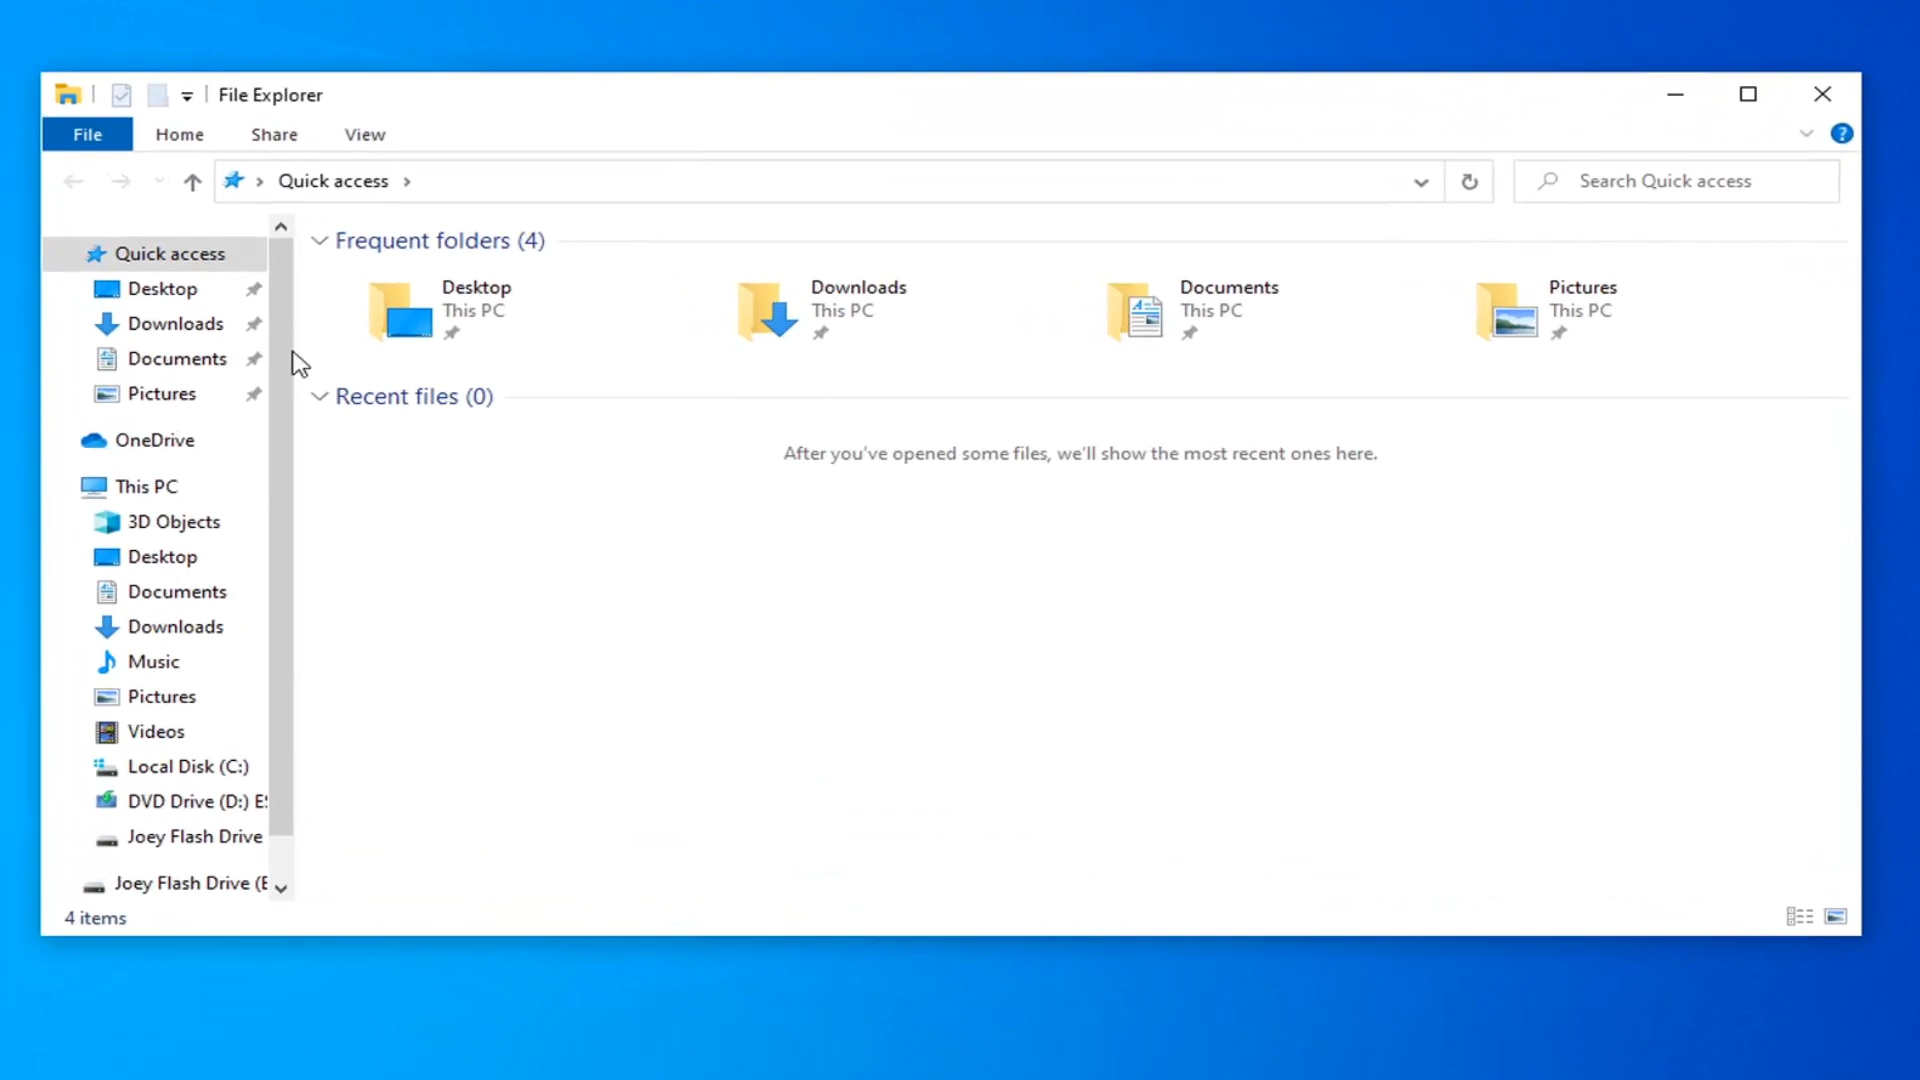 File Explorer
File Home Share View
?
Quick access
Search Quick access
Quick access
Desktop
Downloads
Documents
Pictures
OneDrive
This PC
3D Objects
Desktop
Documents
Downloads
Music
Pictures
Videos
Local Disk (C:)
DVD Drive (D:) ES
Joey Flash Drive
Joey Flash Drive (E
Frequent folders (4)
Desktop
This PC
Downloads
This PC
Documents
This PC
Pictures
This PC
Recent files (0)
After you've opened some files, we'll show the most recent ones here.
4 items